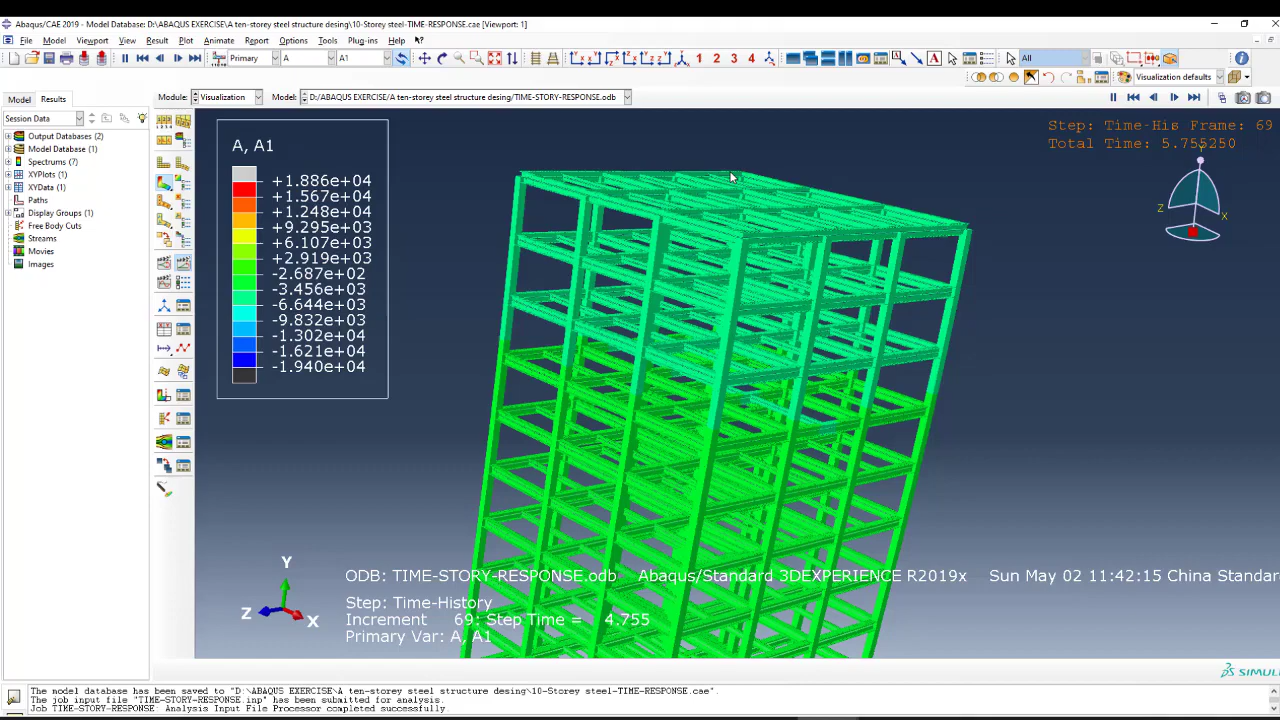 Abaqus/CAE 2019 - Model Database: D:\ABAQUS EXERCISE\A ten-storey steel structure desing\10-Storey steel-TIME-RESPONSE.cae [Viewport: 1]
File Model Viewport View Result Plot Animate Report Options Tools Plug-ins Help
Primary A A1 1 2 3 4 All
Visualization defaults
Model Results Module: Visualization Model: D:/ABAQUS EXERCISE/A ten-storey steel structure desing/TIME-STORY-RESPONSE.odb
Session Data
Output Databases (2)
Model Database (1)
Spectrums (7)
XYPlots (1)
XYData (1)
Paths
Display Groups (1)
Free Body Cuts
Streams
Movies
Images
A, A1
+1.886e+04
+1.567e+04
+1.248e+04
+9.295e+03
+6.107e+03
+2.919e+03
-2.687e+02
-3.456e+03
-6.644e+03
-9.832e+03
-1.302e+04
-1.621e+04
-1.940e+04
Step: Time-His Frame: 69
Total Time: 5.755250
Y
Z
X
Y
Z
X
ODB: TIME-STORY-RESPONSE.odb Abaqus/Standard 3DEXPERIENCE R2019x Sun May 02 11:42:15 China Standar
Step: Time-History
Increment 69: Step Time = 4.755
Primary Var: A, A1
SIMUL
The model database has been saved to "D:\ABAQUS EXERCISE\A ten-storey steel structure desing\10-Storey steel-TIME-RESPONSE.cae".
The job input file "TIME-STORY-RESPONSE.inp" has been submitted for analysis.
Job TIME-STORY-RESPONSE: Analysis Input File Processor completed successfully.